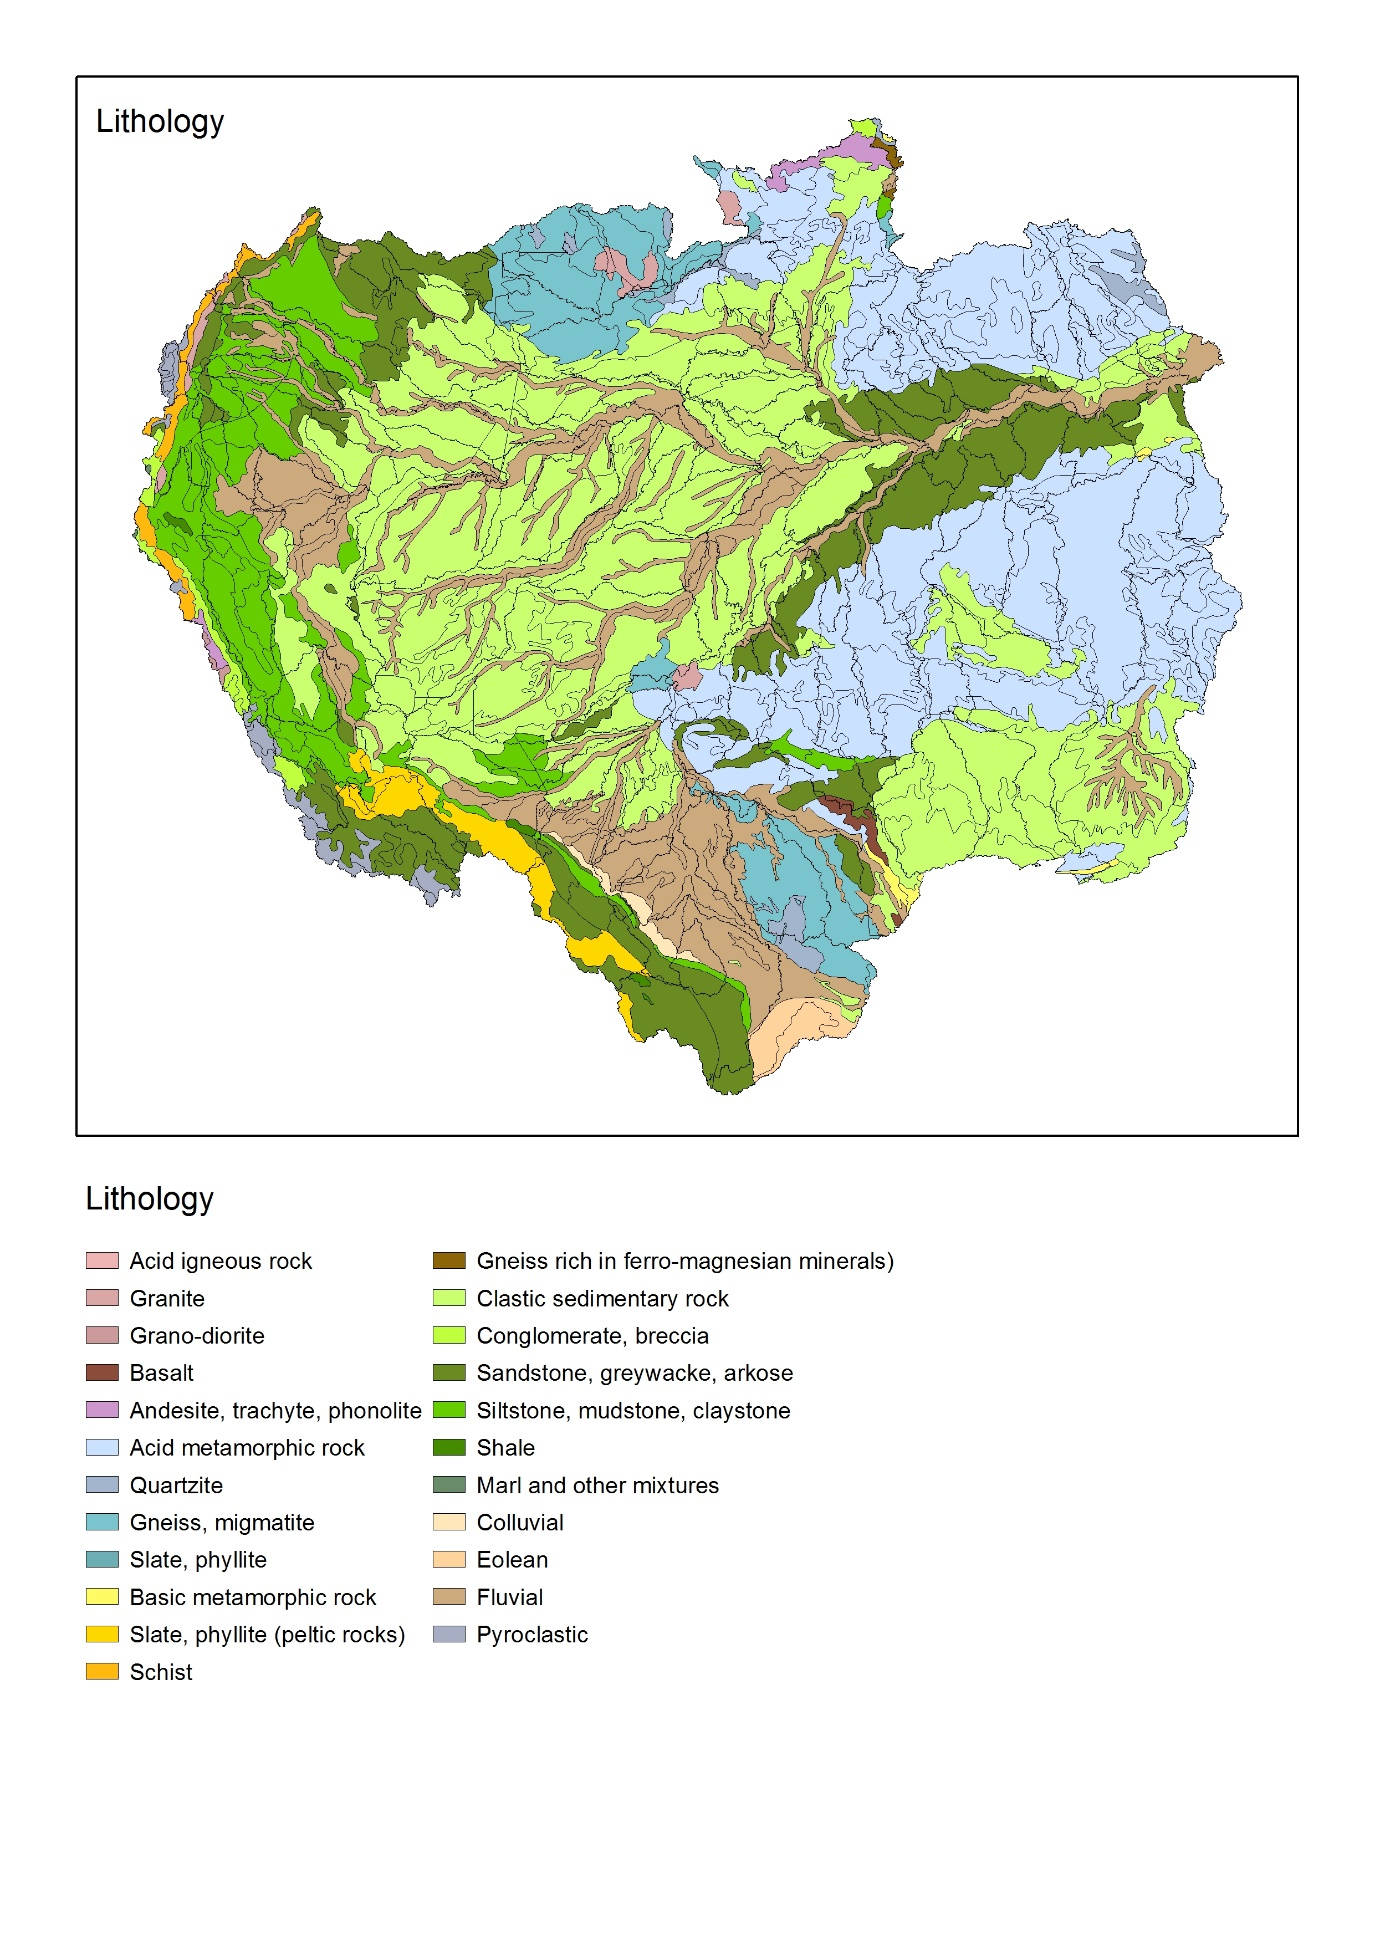 Lithology
Lithology
Acid igneous rock
Granite
Grano-diorite
Basalt
Andesite, trachyte, phonolite
Acid metamorphic rock
Quartzite
Gneiss, migmatite
Slate, phyllite
Basic metamorphic rock
Slate, phyllite (peltic rocks)
Schist
Gneiss rich in ferro-magnesian minerals)
Clastic sedimentary rock
Conglomerate, breccia
Sandstone, greywacke, arkose
Siltstone, mudstone, claystone
Shale
Marl and other mixtures
Colluvial
Eolean
Fluvial
Pyroclastic